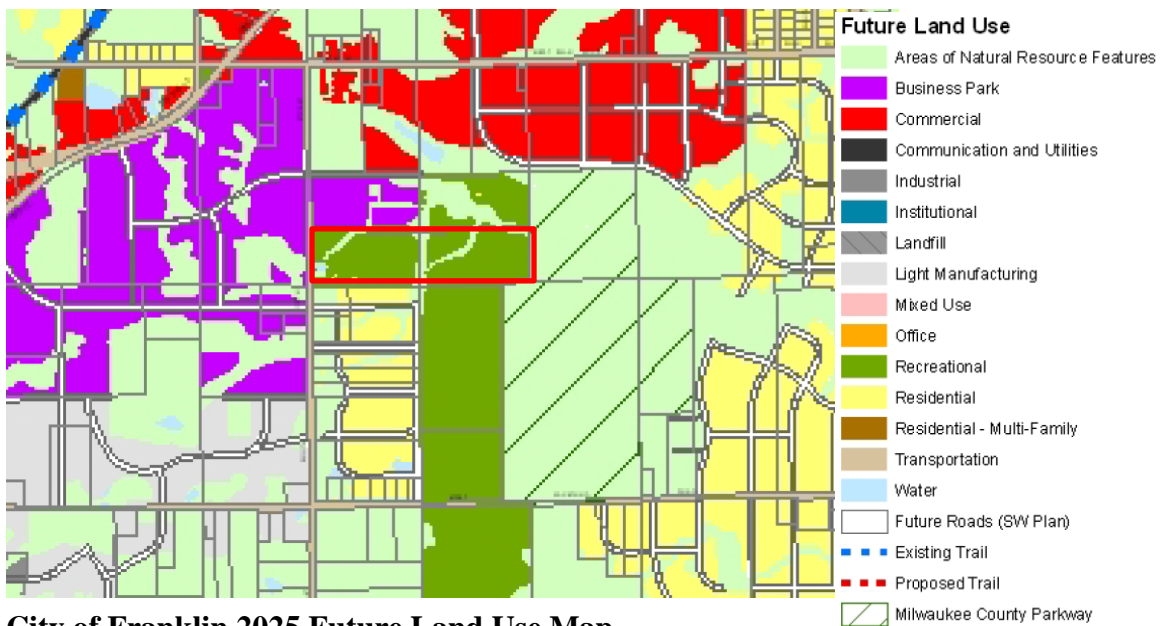 Future Land Use
Areas of Natural Resource Features
Business Park
Commercial
Communication and Utilities
Industrial
Institutional
Landfill
Light Manufacturing
Mixed Use
Office
Recreational
Residential
Residential - Multi-Family
Transportation
Water
Future Roads (SW Plan)
Existing Trail
Proposed Trail
Milwaukee County Parkway
City of Franklin 2025 Future Land Use Map